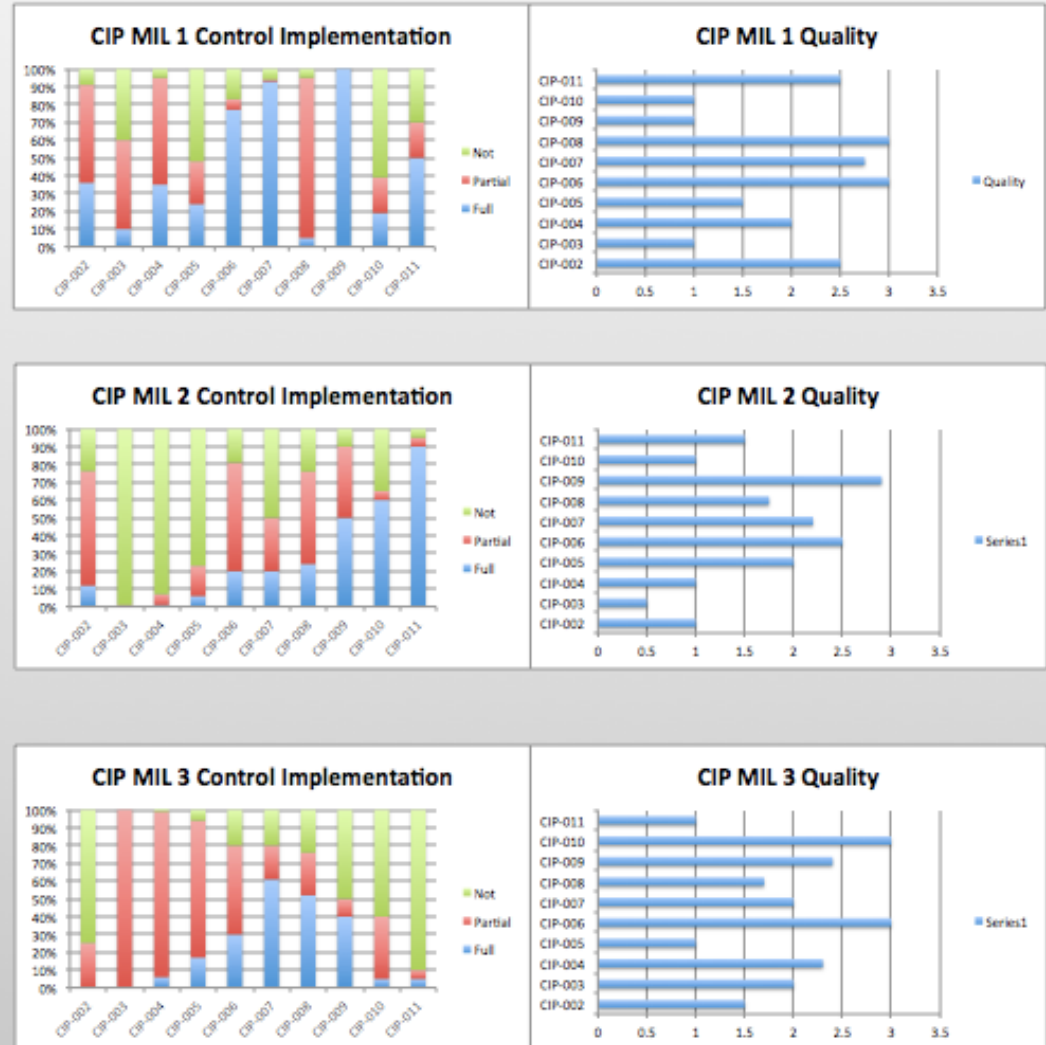 CIP MIL 1 Control Implementation
100%
90%
80%
70%
60%
50%
40%
30%
20%
10%
0%
CIP-002 CIP-003 CIP-004 CIP-005 CIP-006 CIP-007 CIP-008 CIP-009 CIP-010 CIP-011
Not
Partial
Full
CIP MIL 1 Quality
CIP-011
CIP-010
CIP-009
CIP-008
CIP-007
CIP-006
CIP-005
CIP-004
CIP-003
CIP-002
0 0.5 1 1.5 2 2.5 3 3.5
Quality
CIP MIL 2 Control Implementation
100%
90%
80%
70%
60%
50%
40%
30%
20%
10%
0%
CIP-002 CIP-003 CIP-004 CIP-005 CIP-006 CIP-007 CIP-008 CIP-009 CIP-010 CIP-011
Not
Partial
Full
CIP MIL 2 Quality
CIP-011
CIP-010
CIP-009
CIP-008
CIP-007
CIP-006
CIP-005
CIP-004
CIP-003
CIP-002
0 0.5 1 1.5 2 2.5 3 3.5
Series1
CIP MIL 3 Control Implementation
100%
90%
80%
70%
60%
50%
40%
30%
20%
10%
0%
CIP-002 CIP-003 CIP-004 CIP-005 CIP-006 CIP-007 CIP-008 CIP-009 CIP-010 CIP-011
Not
Partial
Full
CIP MIL 3 Quality
CIP-011
CIP-010
CIP-009
CIP-008
CIP-007
CIP-006
CIP-005
CIP-004
CIP-003
CIP-002
0 0.5 1 1.5 2 2.5 3 3.5
Series1